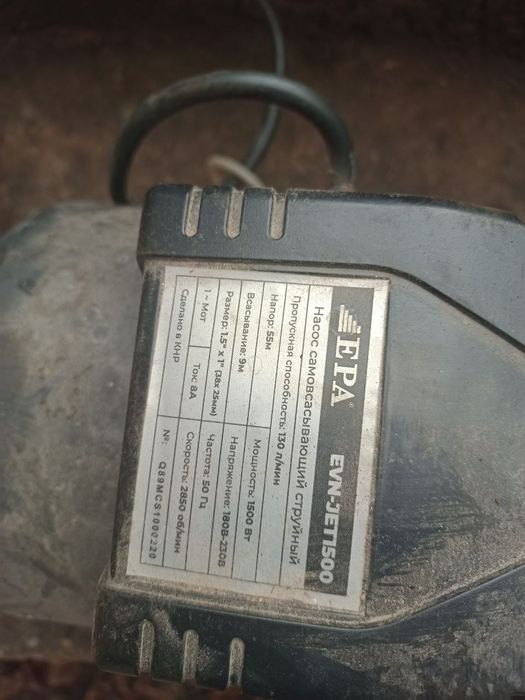 EPA® EVN-JET1500
Насос самовсасывающий струйный
Пропускная способность: 130 л/мин
Напор: 55м Мощность: 1500 Вт
Всасывание: 9м Напряжение: 180В-230В
Размер: 1.5" x 1" (38x 25мм) Частота: 50 Гц
1 ~ Мот Ток: 8А Скорость: 2850 об/мин
Сделано в КНР №: Q89MCS1000220